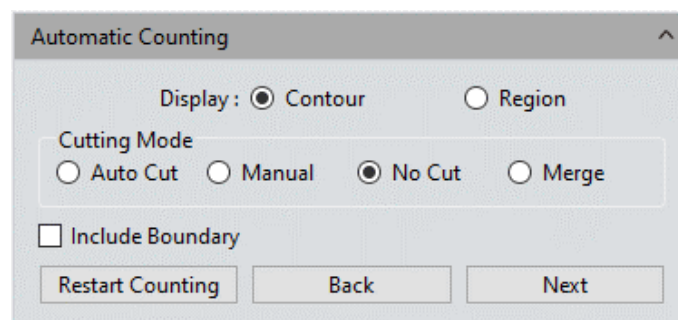 Automatic Counting
Display : Contour Region
Cutting Mode
Auto Cut Manual No Cut Merge
Include Boundary
Restart Counting Back Next